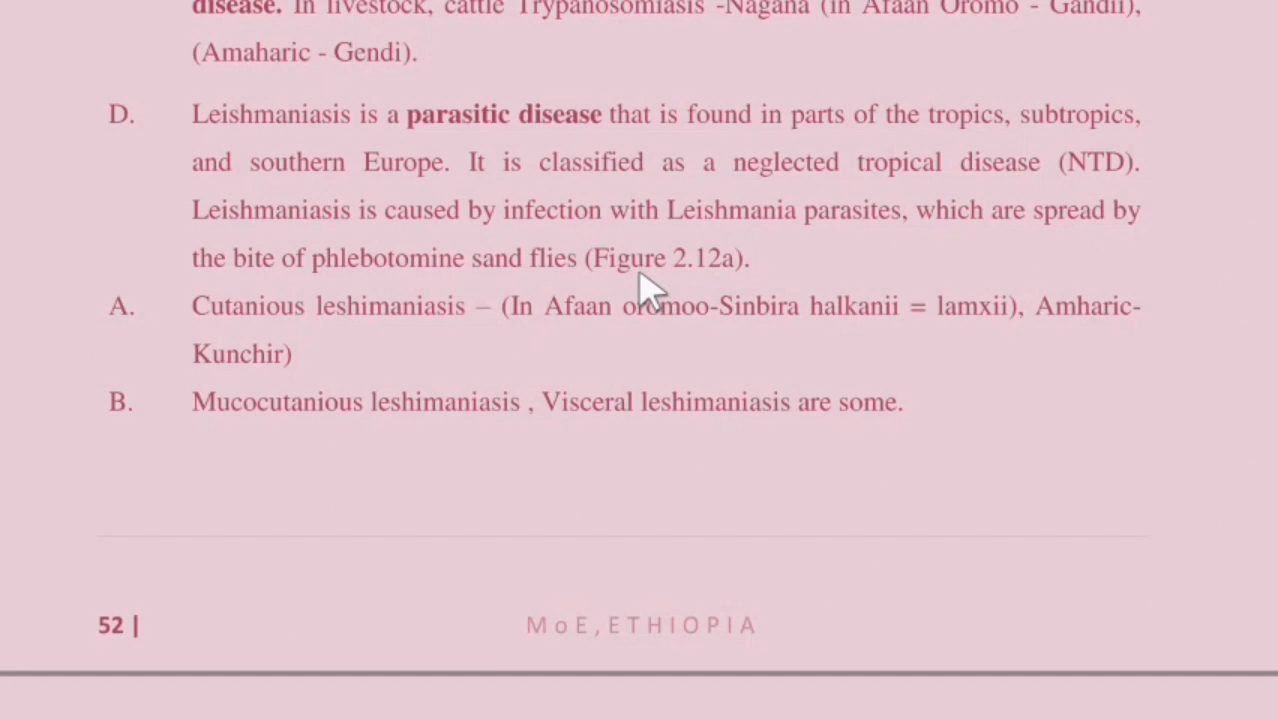 disease. In livestock, cattle Trypanosomiasis -Nagana (in Afaan Oromo - Gandii),
(Amaharic - Gendi).
D. Leishmaniasis is a parasitic disease that is found in parts of the tropics, subtropics,
and southern Europe. It is classified as a neglected tropical disease (NTD).
Leishmaniasis is caused by infection with Leishmania parasites, which are spread by
the bite of phlebotomine sand flies (Figure 2.12a).
A. Cutanious leshimaniasis – (In Afaan oromoo-Sinbira halkanii = lamxii), Amharic-
Kunchir)
B. Mucocutanious leshimaniasis , Visceral leshimaniasis are some.
52 | MoE,ETHIOPIA